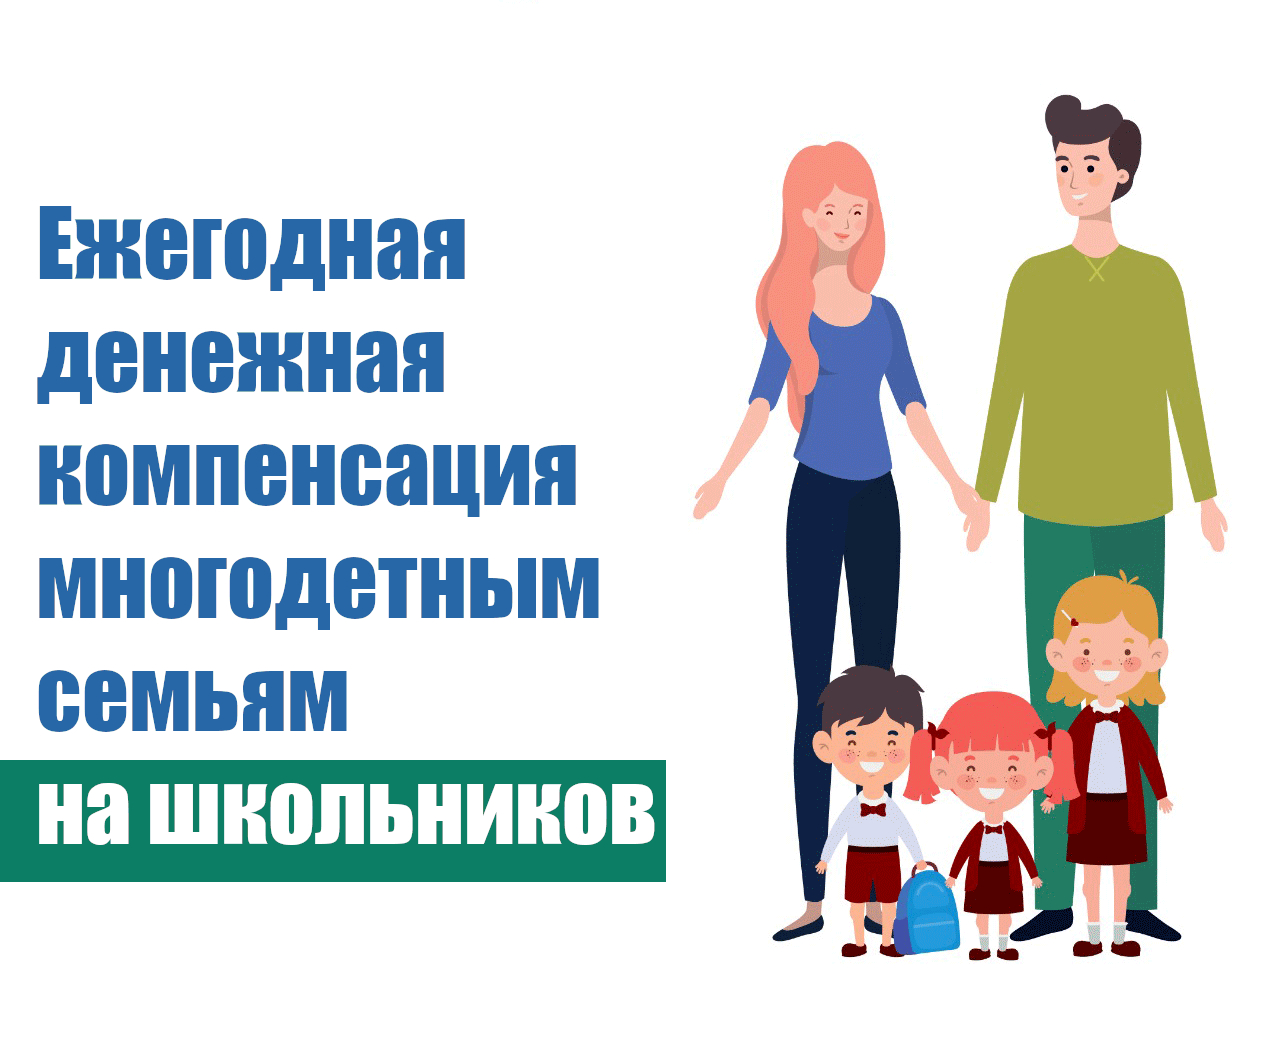 Ежегодная
денежная
компенсация
многодетным
семьям
на школьников